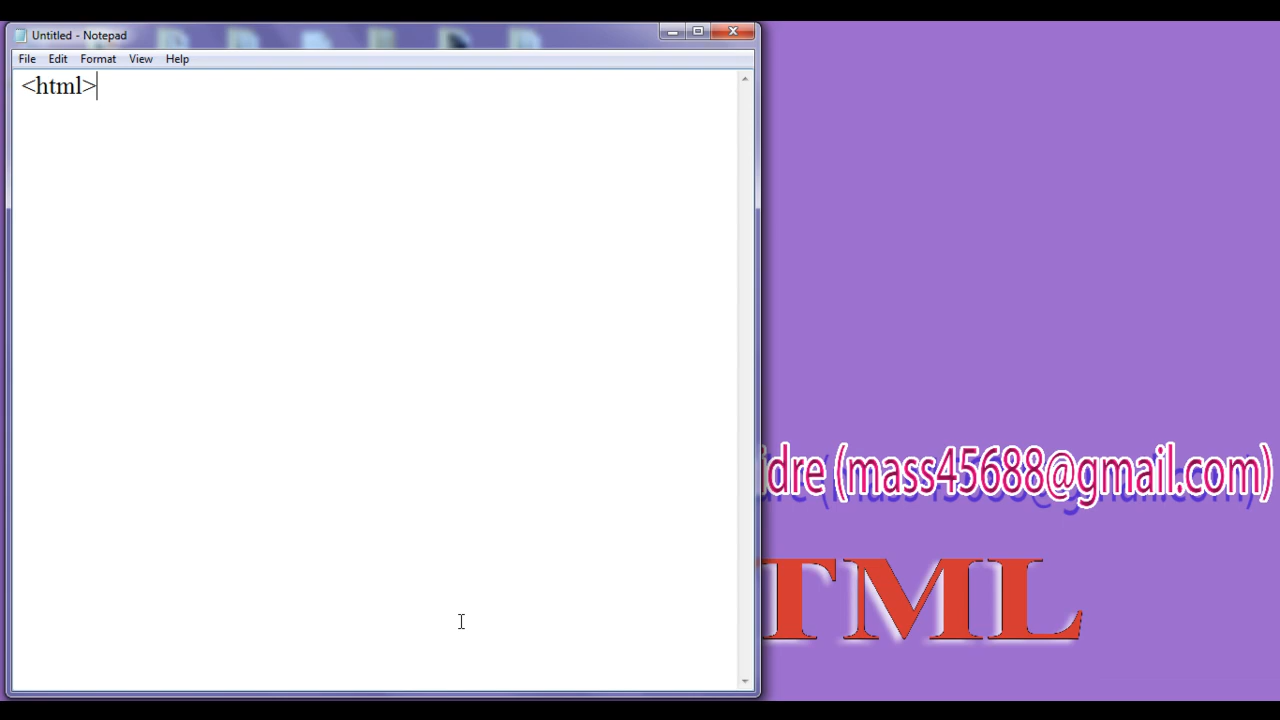 Untitled - Notepad
File Edit Format View Help
<html>
idre (mass45688@gmail.com)
TML